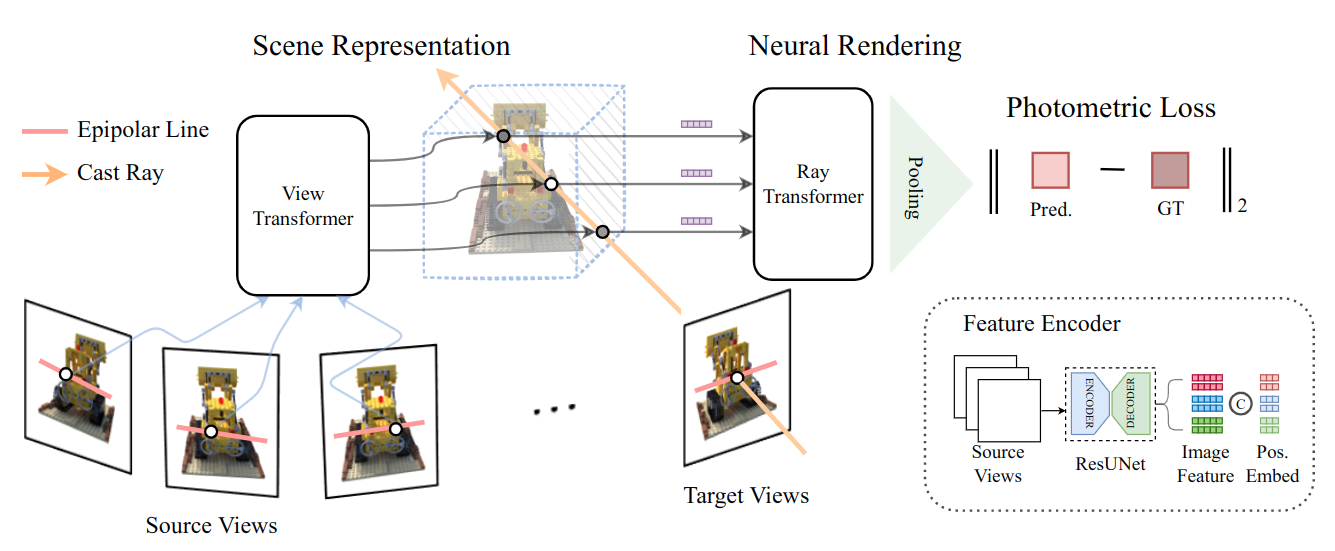 Scene Representation
Neural Rendering
Epipolar Line
Cast Ray
View
Transformer
Ray
Transformer
Pooling
Photometric Loss
Pred.
GT
2
Source Views
Target Views
Feature Encoder
ENCODER
DECODER
C
Source
Views
ResUNet
Image
Feature
Pos.
Embed